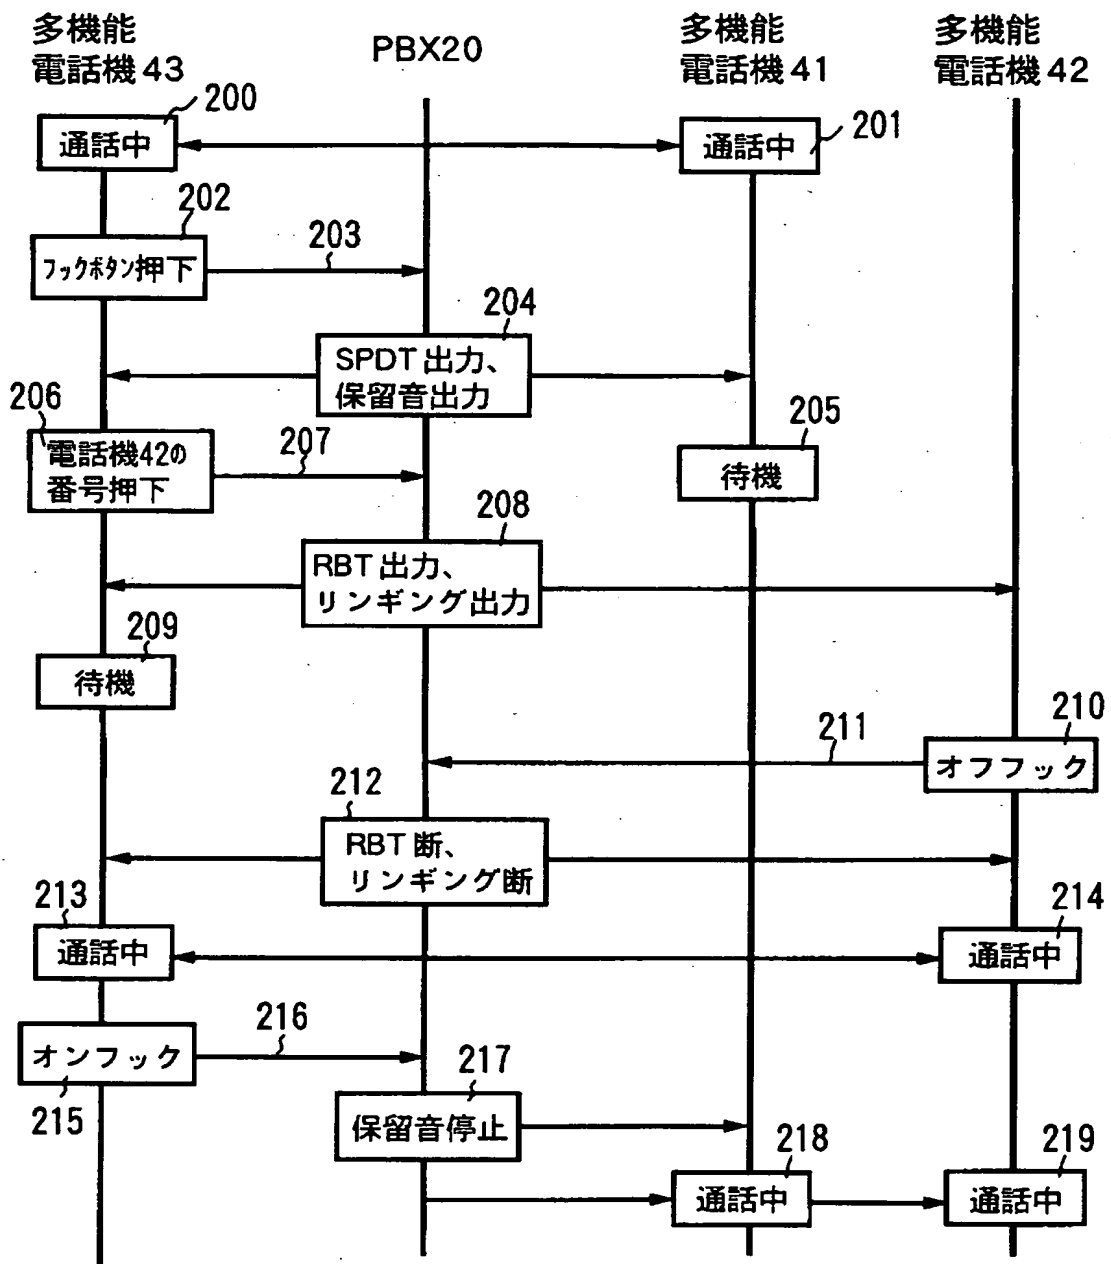 多機能
電話機43
PBX20
多機能
電話機41
多機能
電話機42
200
通話中
通話中
201
202
フックボタン押下
203
204
SPDT出力、
保留音出力
206
電話機42の
番号押下
207
205
待機
208
RBT出力、
リンギング出力
209
待機
210
オフフック
211
212
RBT断、
リンギング断
213
通話中
214
通話中
オンフック
215
216
217
保留音停止
218
通話中
219
通話中